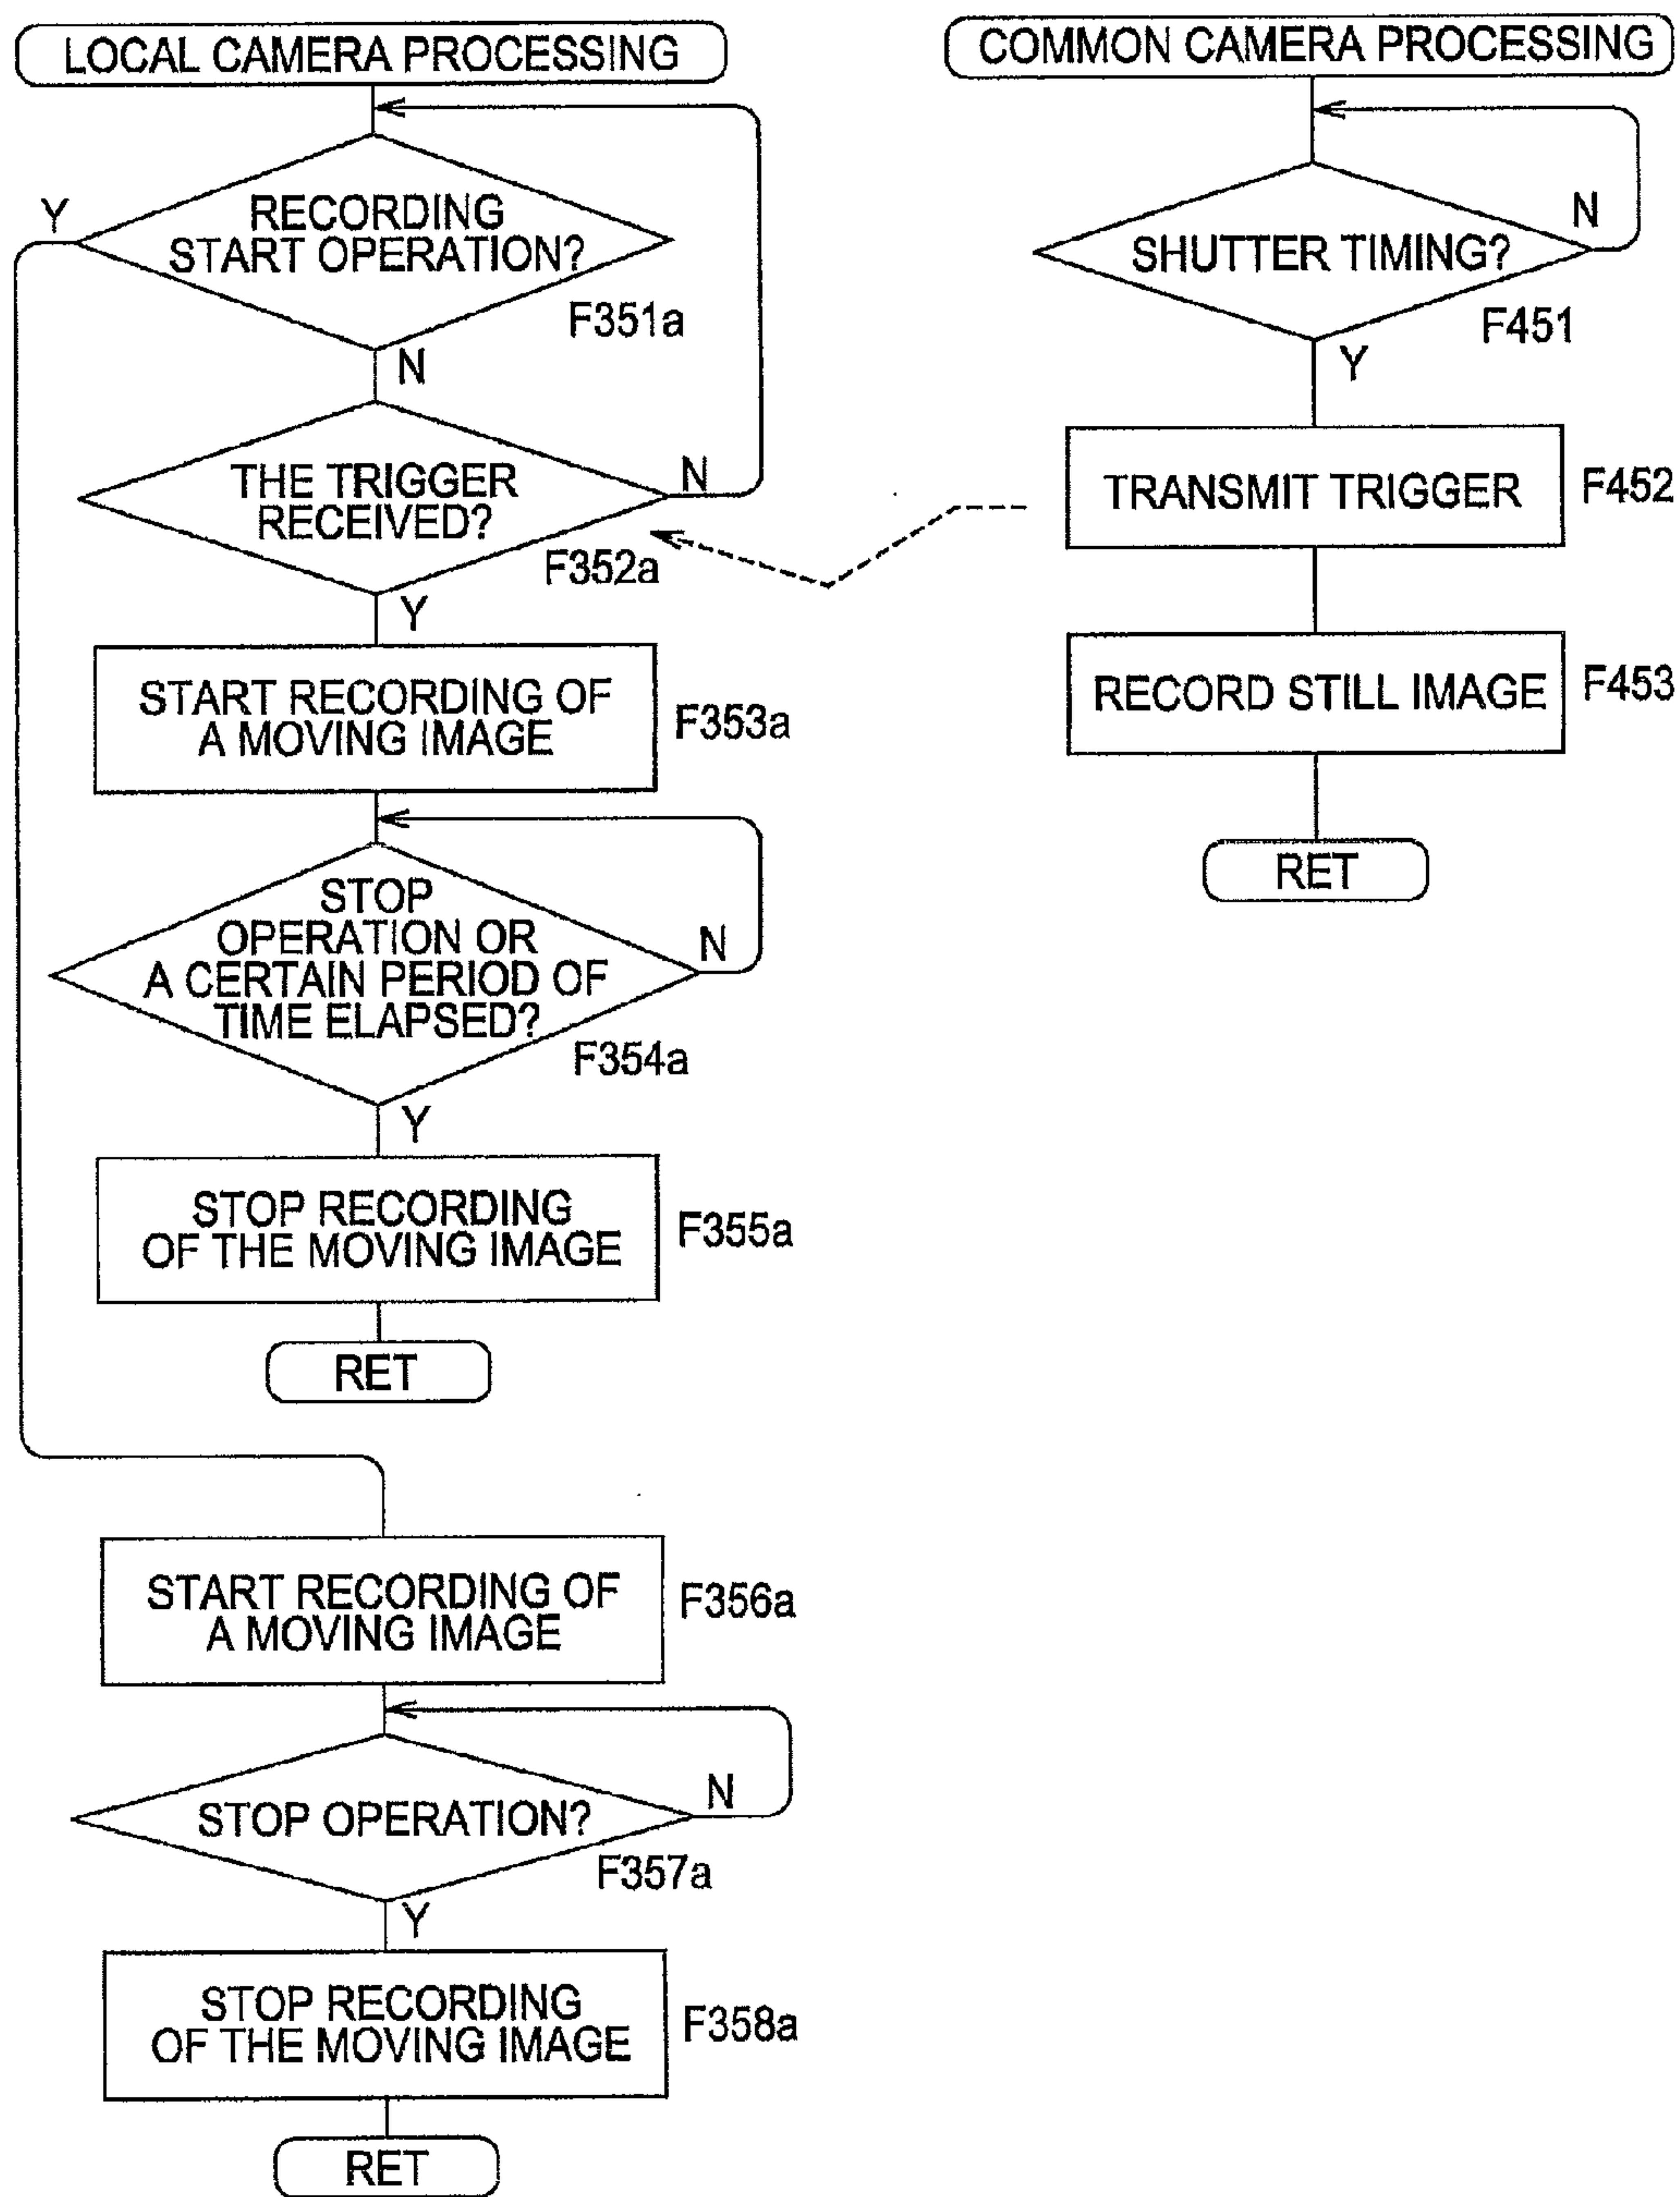 LOCAL CAMERA PROCESSING
RECORDING
START OPERATION?
Y
F351a
N
THE TRIGGER
RECEIVED?
N
F352a
Y
START RECORDING OF
A MOVING IMAGE
F353a
STOP
OPERATION OR
A CERTAIN PERIOD OF
TIME ELAPSED?
N
F354a
Y
STOP RECORDING
OF THE MOVING IMAGE
F355a
RET
START RECORDING OF
A MOVING IMAGE
F356a
STOP OPERATION?
N
F357a
Y
STOP RECORDING
OF THE MOVING IMAGE
F358a
RET
COMMON CAMERA PROCESSING
SHUTTER TIMING?
N
F451
Y
TRANSMIT TRIGGER
F452
RECORD STILL IMAGE
F453
RET